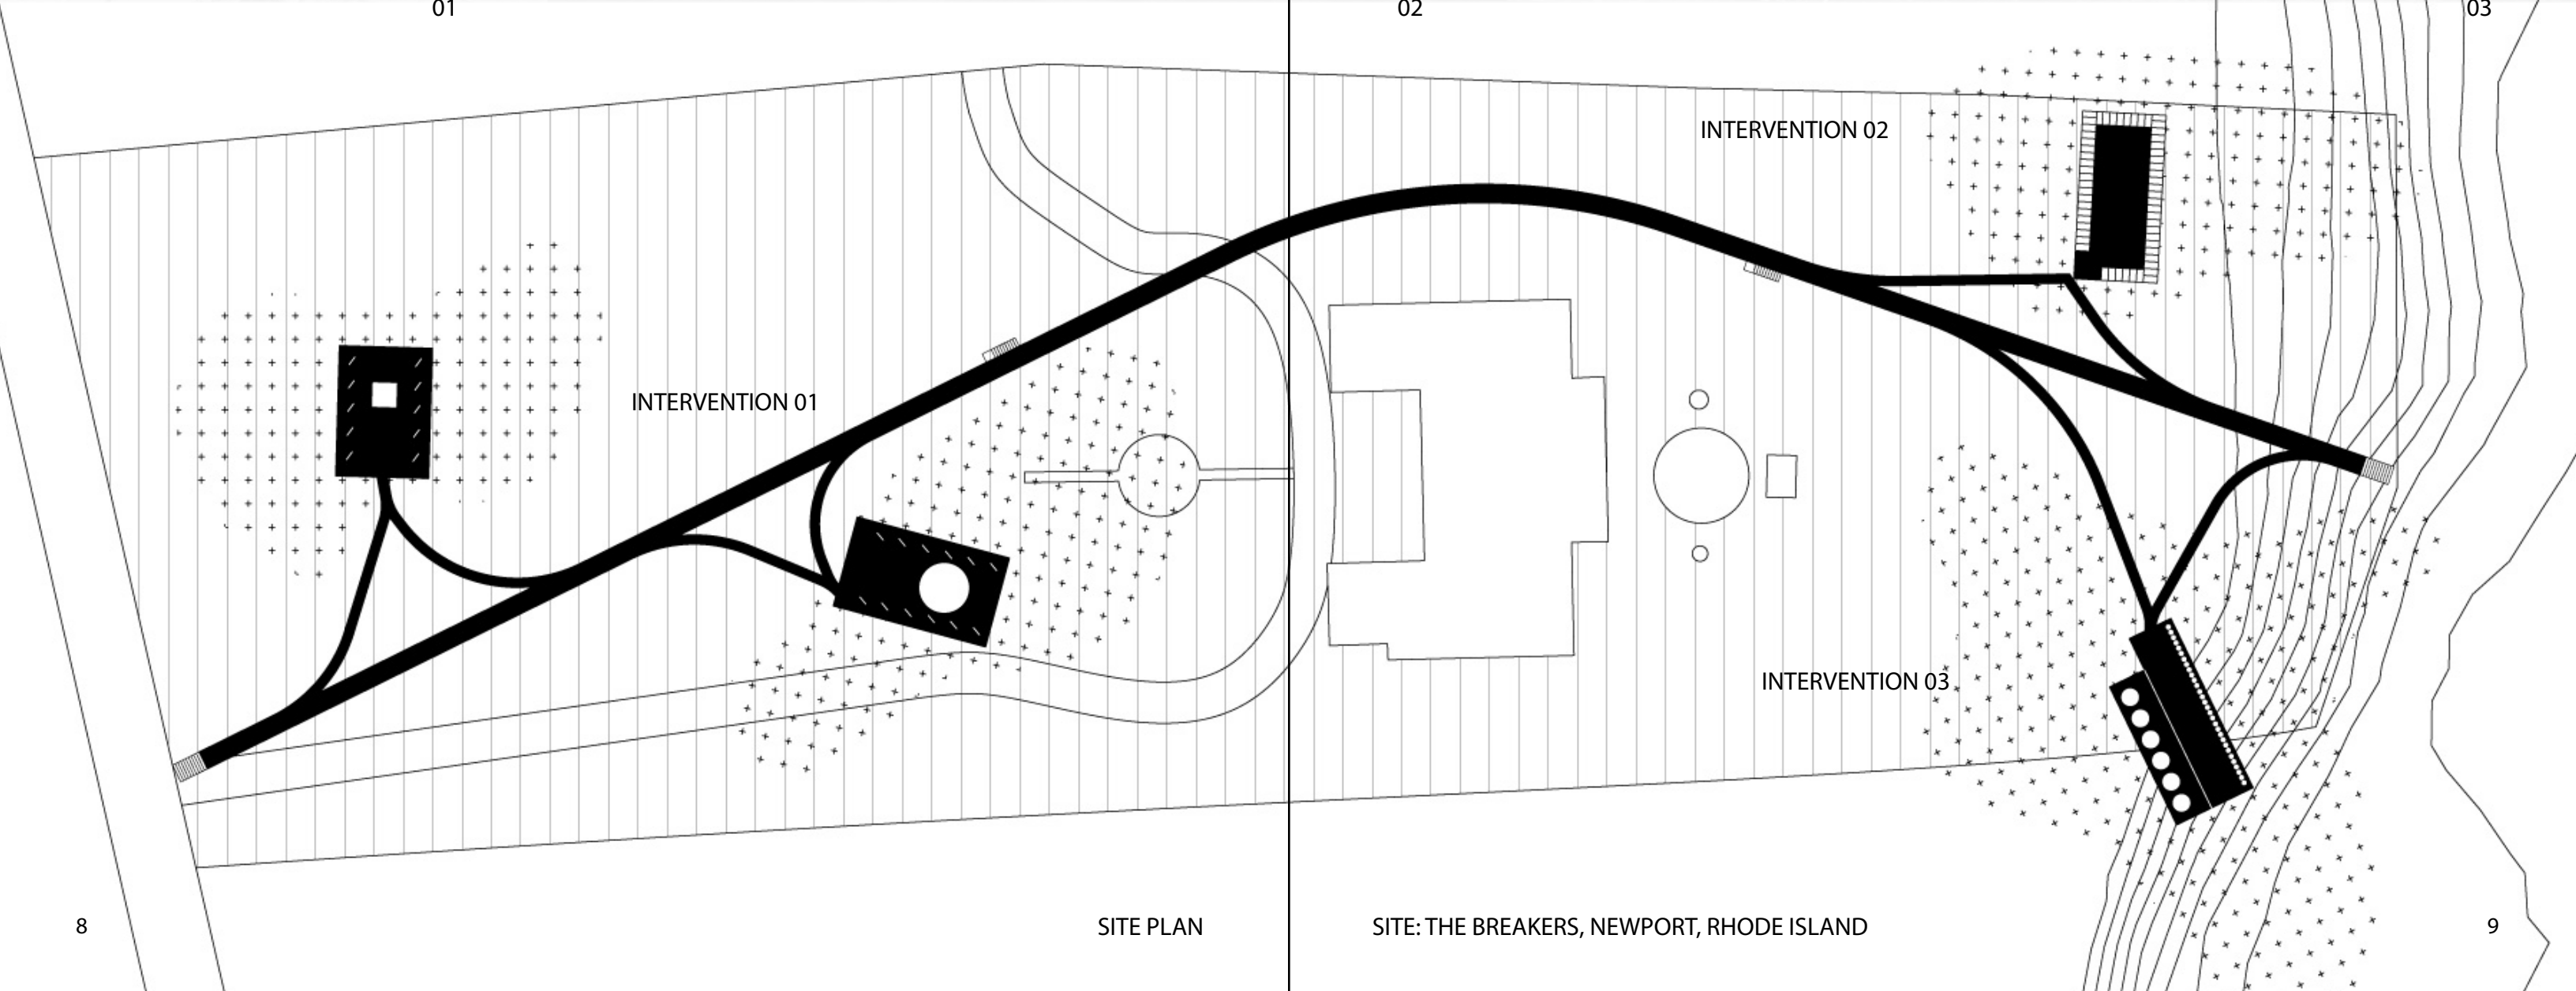 01
02
03
INTERVENTION 02
INTERVENTION 01
INTERVENTION 03
8
SITE PLAN
SITE: THE BREAKERS, NEWPORT, RHODE ISLAND
9